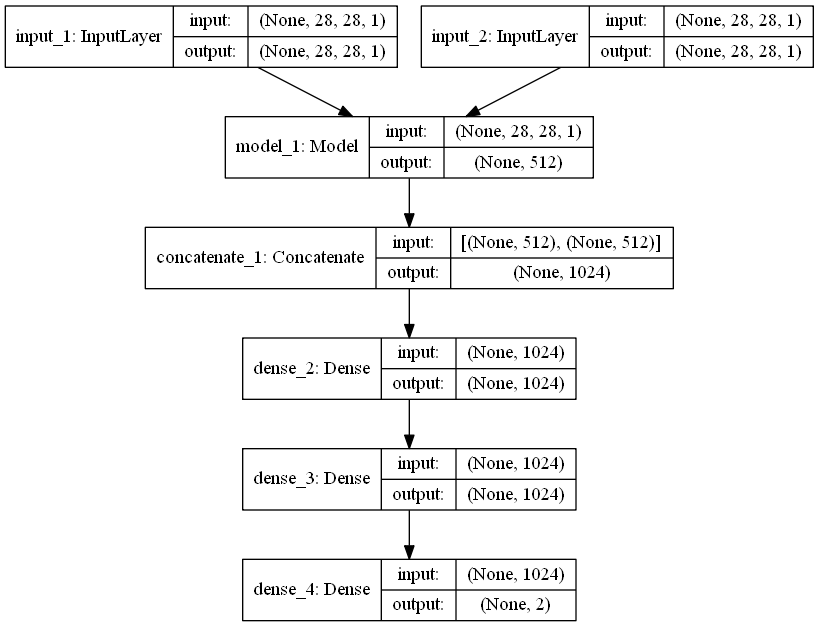 input_1: InputLayer
input: (None, 28, 28, 1)
output: (None, 28, 28, 1)
input_2: InputLayer
input: (None, 28, 28, 1)
output: (None, 28, 28, 1)
model_1: Model
input: (None, 28, 28, 1)
output: (None, 512)
concatenate_1: Concatenate
input: [(None, 512), (None, 512)]
output: (None, 1024)
dense_2: Dense
input: (None, 1024)
output: (None, 1024)
dense_3: Dense
input: (None, 1024)
output: (None, 1024)
dense_4: Dense
input: (None, 1024)
output: (None, 2)